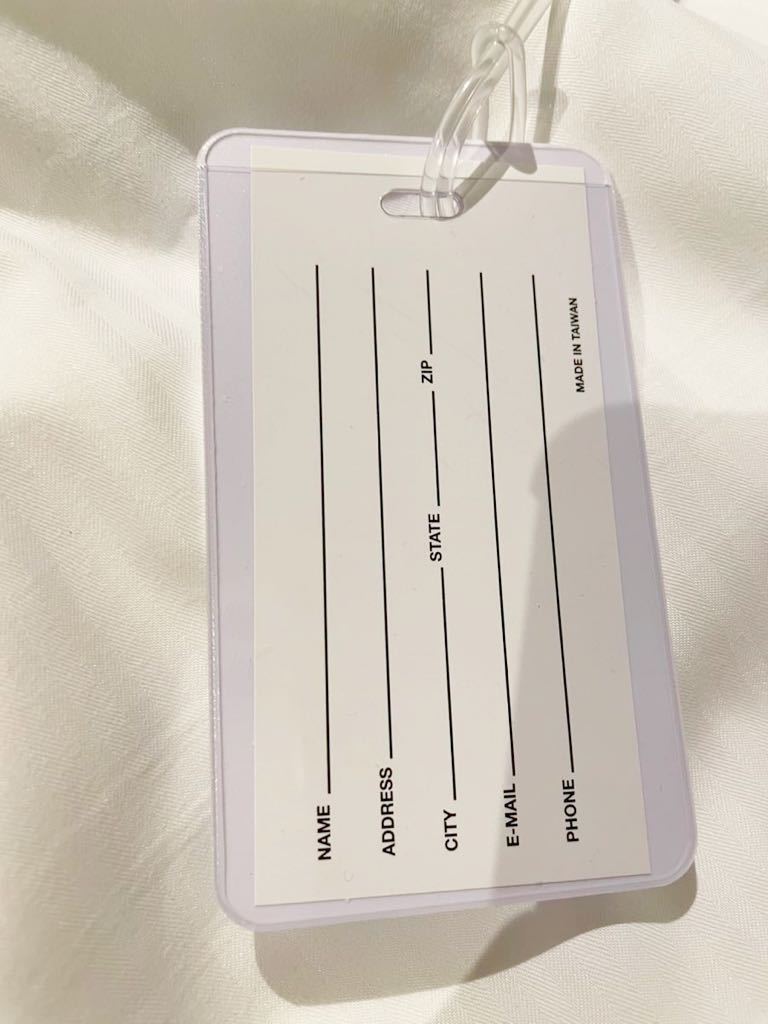 NAME
ADDRESS
CITY STATE ZIP
E-MAIL
PHONE
MADE IN TAIWAN